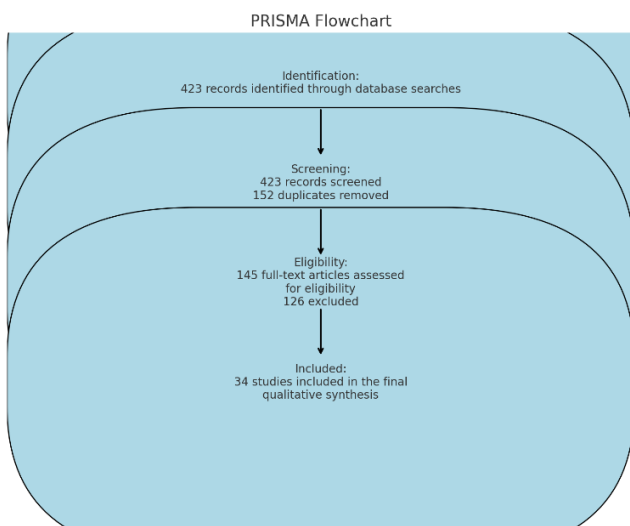 PRISMA Flowchart
Identification:
423 records identified through database searches
Screening:
423 records screened
152 duplicates removed
Eligibility:
145 full-text articles assessed
for eligibility
126 excluded
Included:
34 studies included in the final
qualitative synthesis